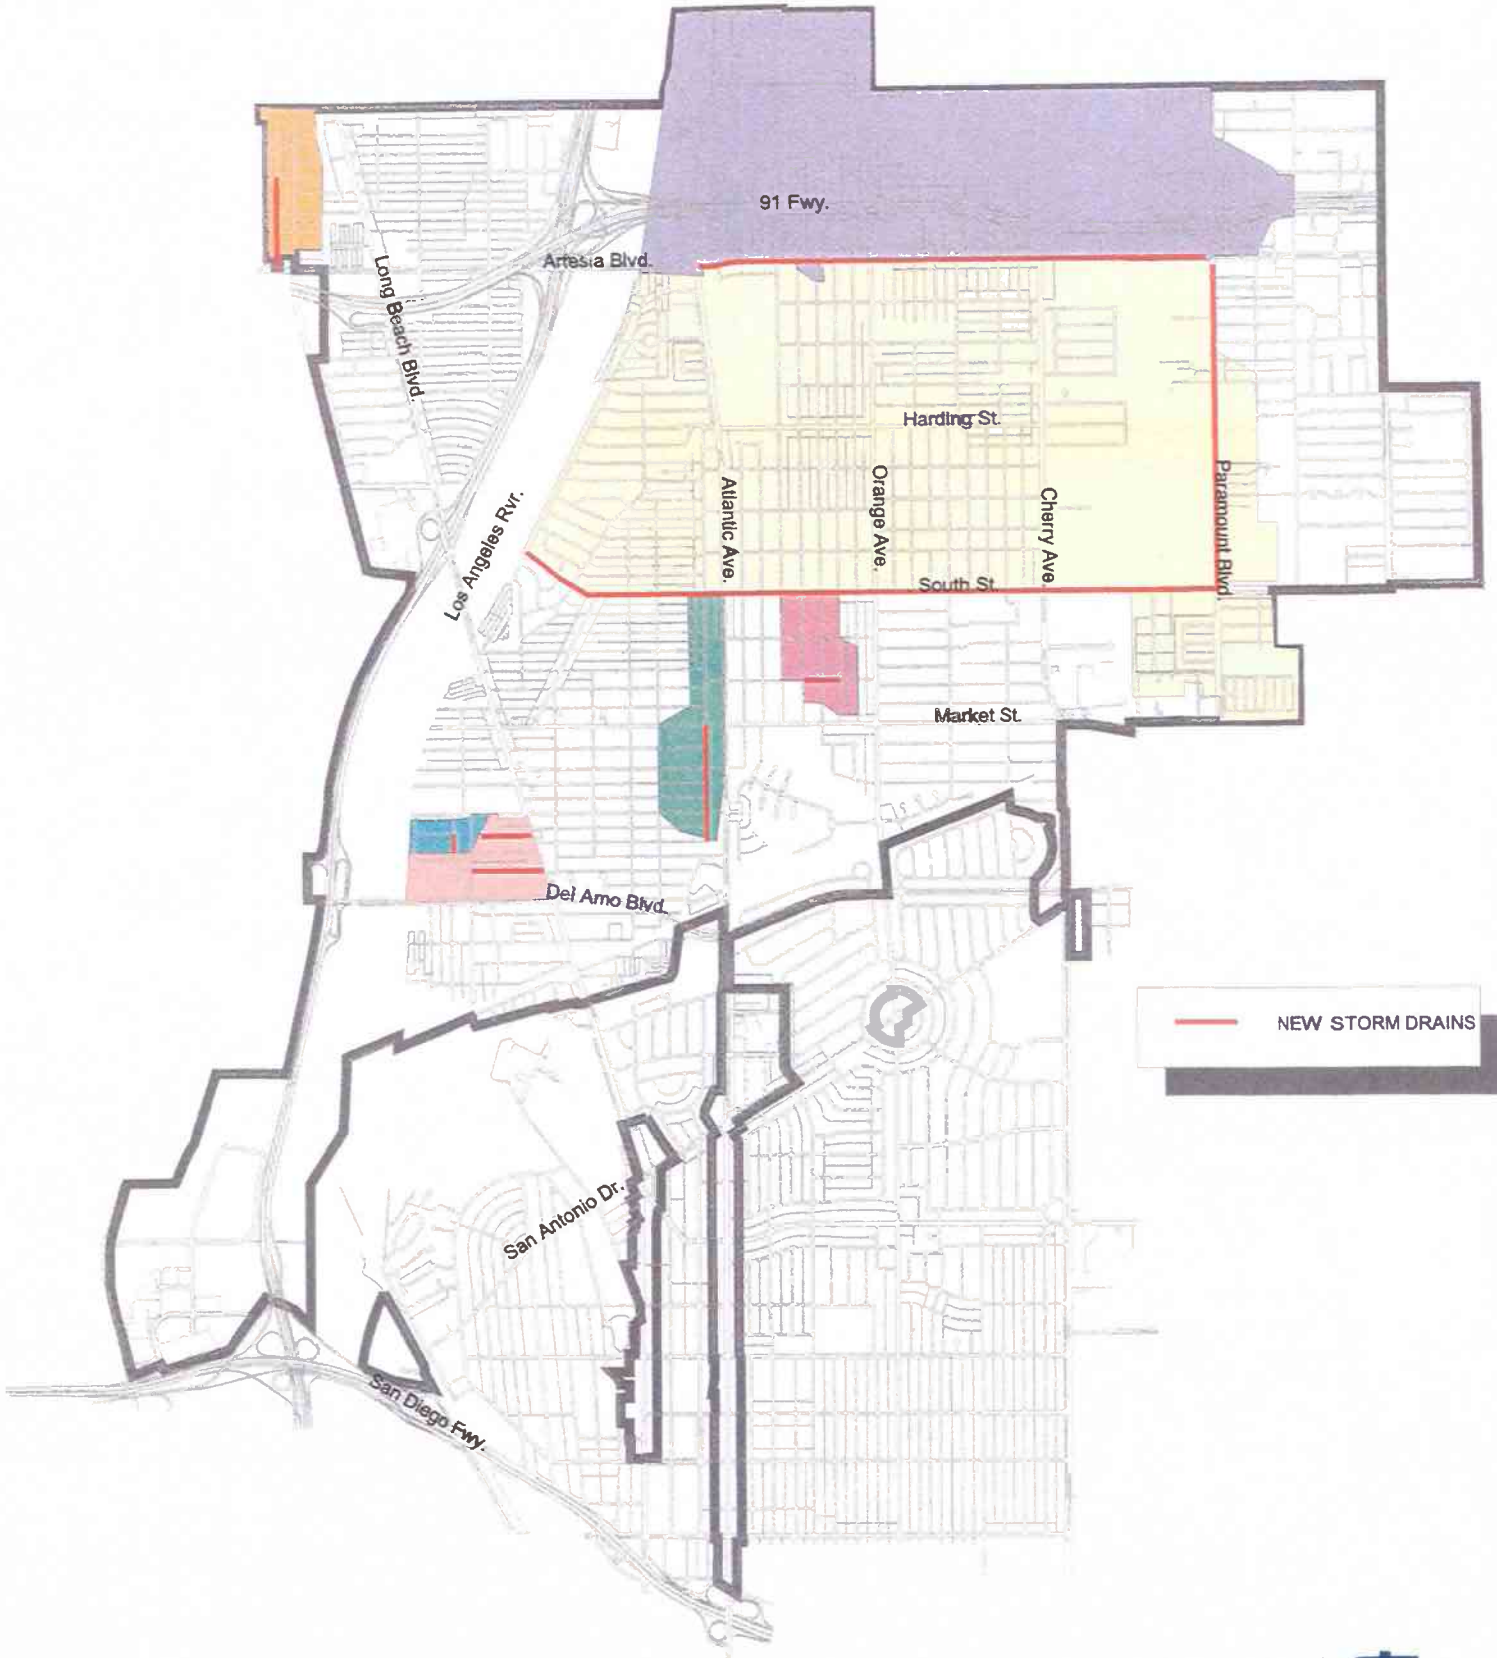 91 Fwy.
Artesia Blvd.
Long Beach Blvd.
Harding St.
Los Angeles Rvr.
Atlantic Ave.
Orange Ave.
Cherry Ave.
Paramount Blvd.
South St.
Market St.
Del Amo Blvd.
NEW STORM DRAINS
San Antonio Dr.
San Diego Fwy.